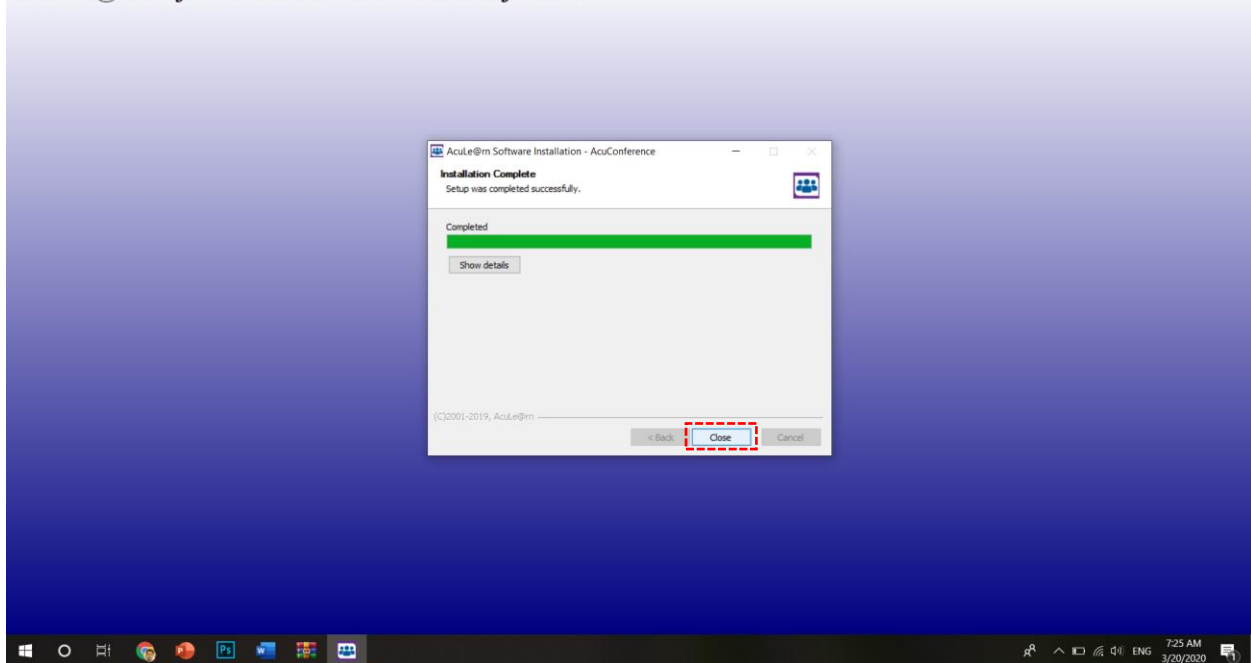 AcuLe@rn Software Installation - AcuConference
Installation Complete
Setup was completed successfully.
Completed
Show details
(C)2001-2019, AcuLe@rn
< Back
Close
Cancel
Ps
ENG
7:25 AM
3/20/2020